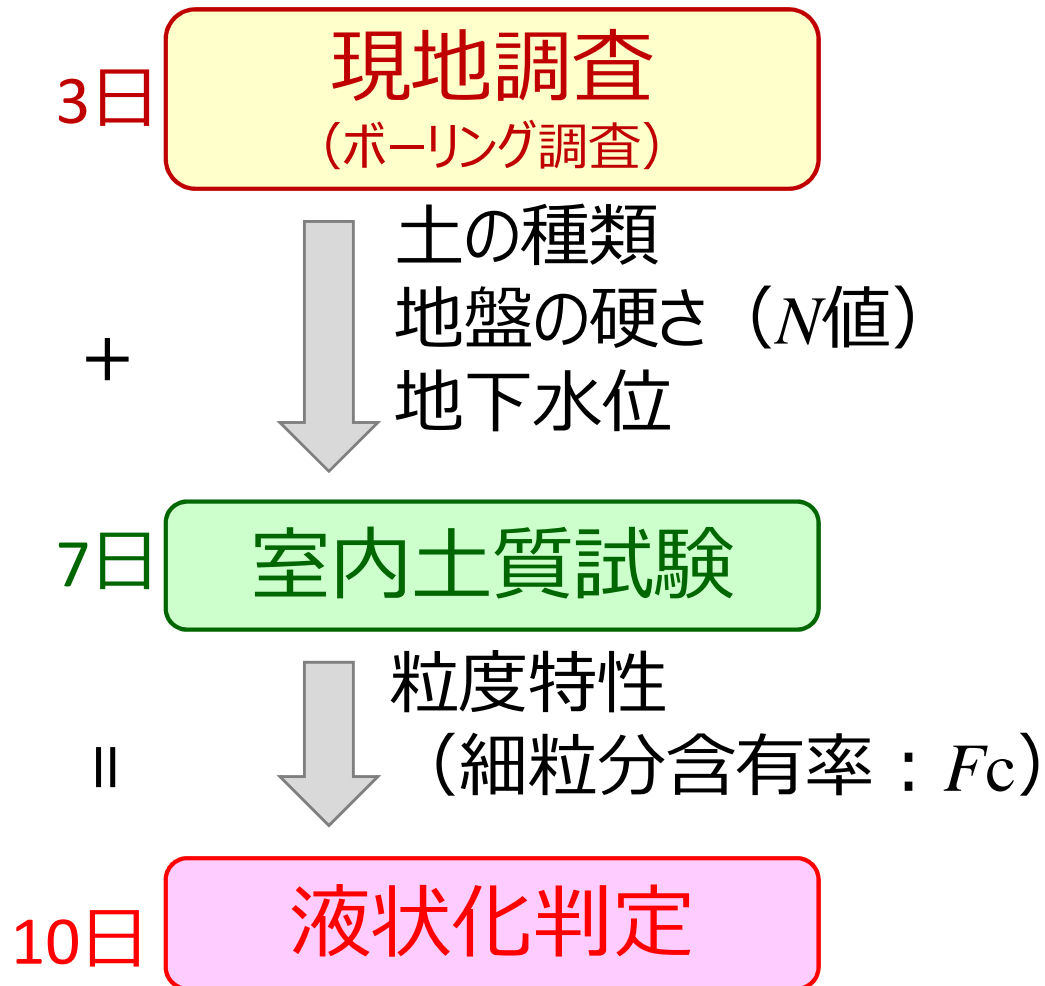 3日
現地調査
（ボーリング調査）
土の種類
地盤の硬さ（N値）
地下水位
＋
7日
室内土質試験
粒度特性
（細粒分含有率：Fc）
＝
10日
液状化判定